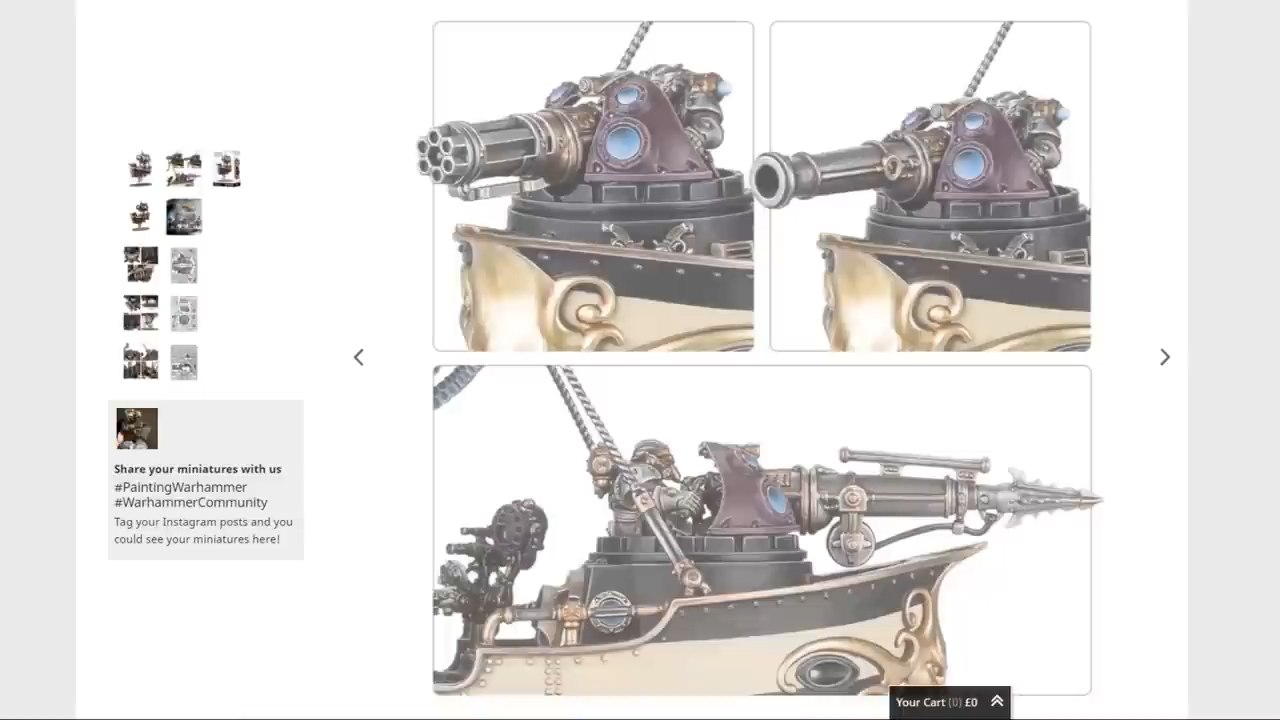 Share your miniatures with us
#PaintingWarhammer
#WarhammerCommunity
Tag your Instagram posts and you
could see your miniatures here!
Your Cart (0) £0